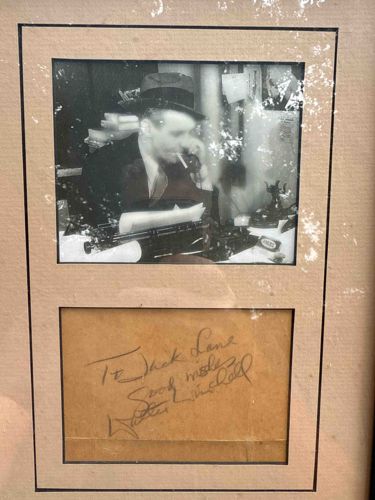 To Jack Lane
Good wishes
Walter Winchell